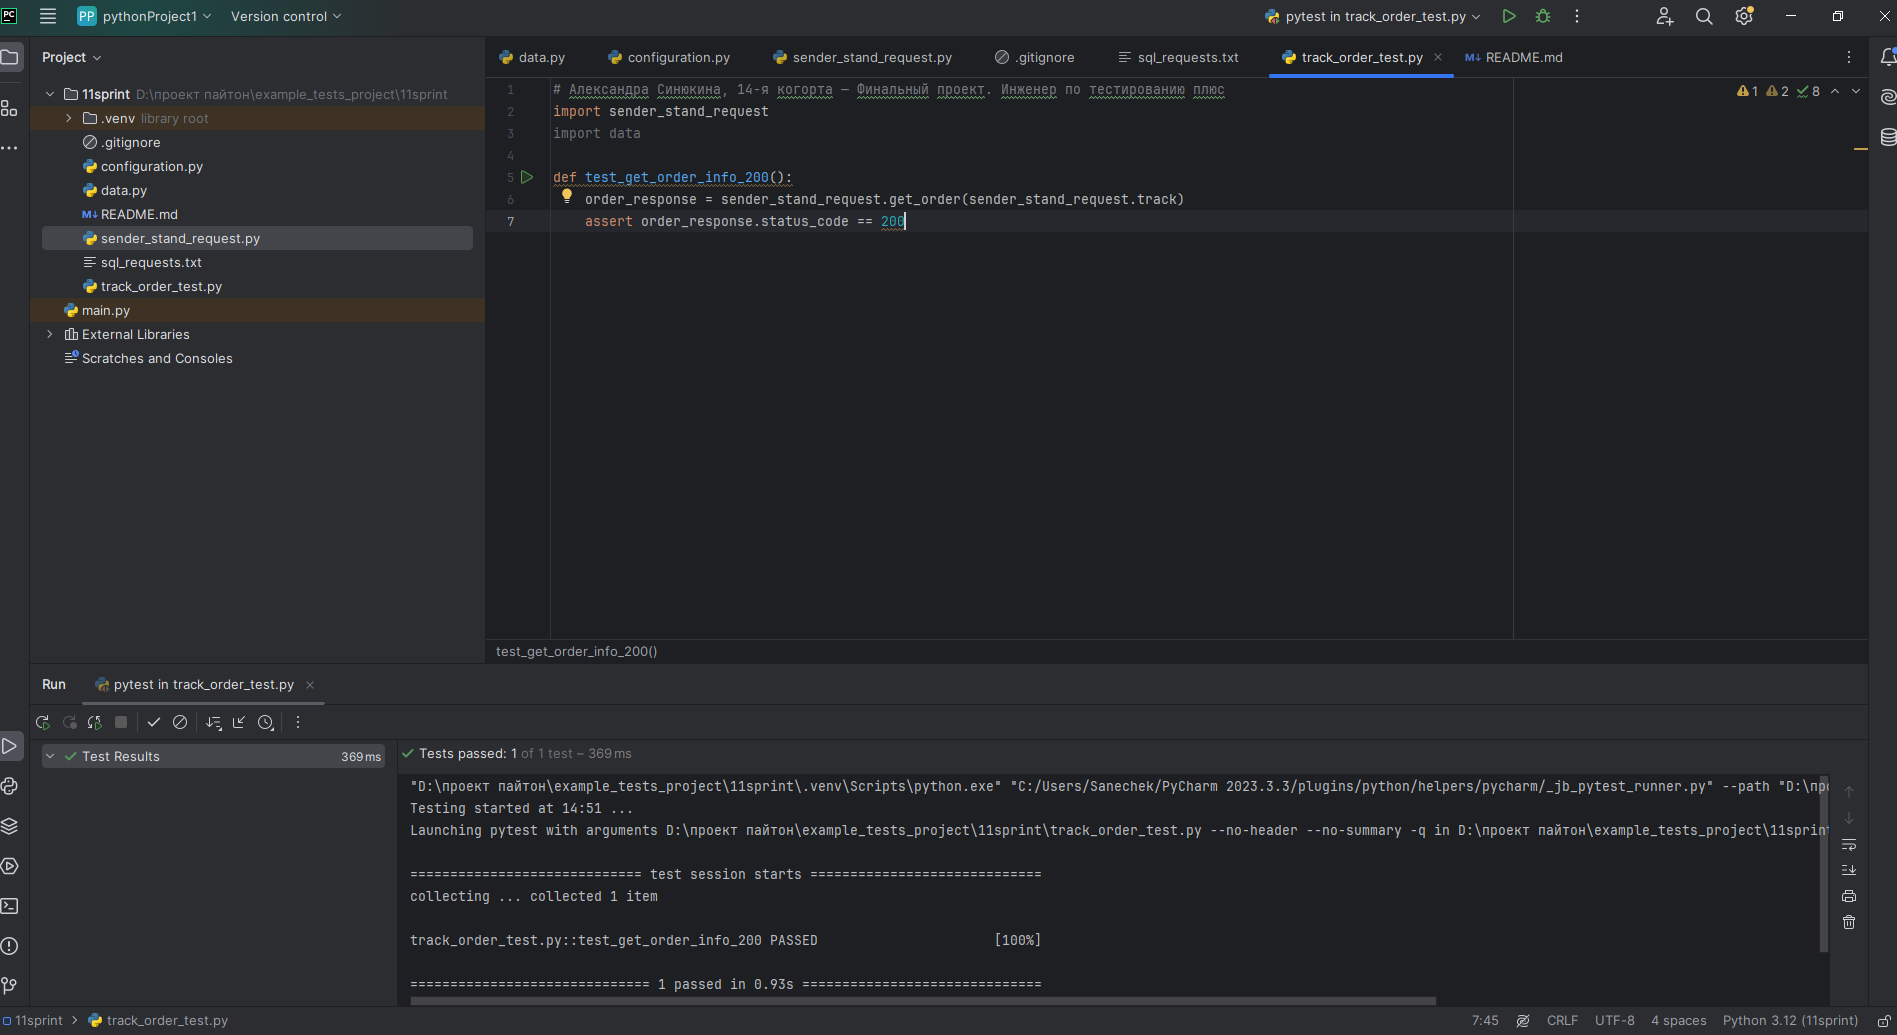 PC
PP pythonProject1 Version control pytest in track_order_test.py
Project
11sprint D:\проект пайтон\example_tests_project\11sprint
.venv library root
.gitignore
configuration.py
data.py
M↓ README.md
sender_stand_request.py
sql_requests.txt
track_order_test.py
main.py
External Libraries
Scratches and Consoles
data.py configuration.py sender_stand_request.py .gitignore sql_requests.txt track_order_test.py M↓ README.md
1 2 8
1 # Александра Синюкина, 14-я когорта — Финальный проект. Инженер по тестированию плюс
2 import sender_stand_request
3 import data
4
5 def test_get_order_info_200():
6 order_response = sender_stand_request.get_order(sender_stand_request.track)
7 assert order_response.status_code == 200
test_get_order_info_200()
Run pytest in track_order_test.py
Test Results 369 ms
Tests passed: 1 of 1 test – 369 ms
"D:\проект пайтон\example_tests_project\11sprint\.venv\Scripts\python.exe" "C:/Users/Sanechek/PyCharm 2023.3.3/plugins/python/helpers/pycharm/_jb_pytest_runner.py" --path "D:\про
Testing started at 14:51 ...
Launching pytest with arguments D:\проект пайтон\example_tests_project\11sprint\track_order_test.py --no-header --no-summary -q in D:\проект пайтон\example_tests_project\11sprint
============================= test session starts =============================
collecting ... collected 1 item
track_order_test.py::test_get_order_info_200 PASSED [100%]
============================== 1 passed in 0.93s ==============================
11sprint track_order_test.py
7:45 CRLF UTF-8 4 spaces Python 3.12 (11sprint)